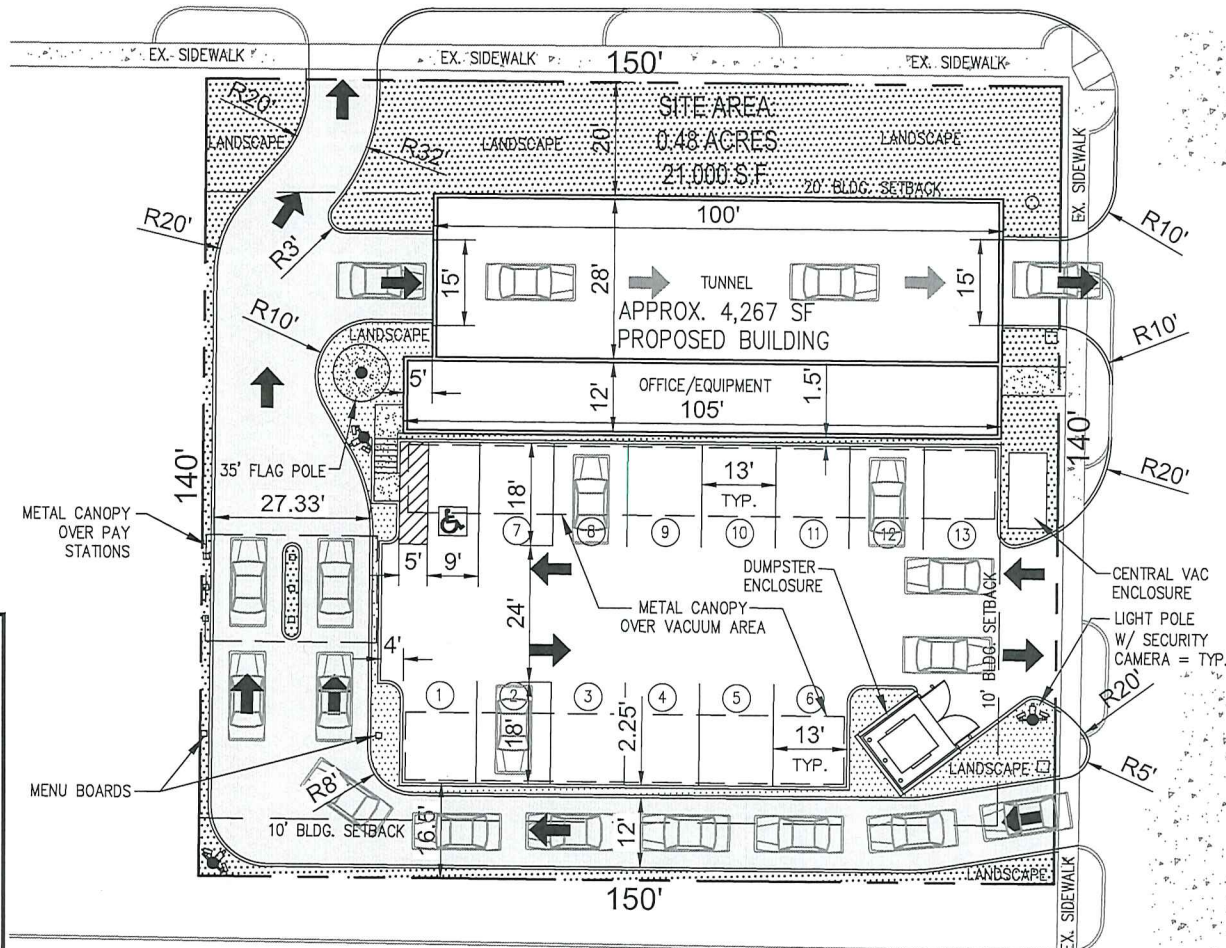 EX. SIDEWALK
EX. SIDEWALK
EX. SIDEWALK
150'
R20'
LANDSCAPE
R32'
LANDSCAPE
20'
SITE AREA:
0.48 ACRES
21,000 S.F.
LANDSCAPE
20' BLDG. SETBACK
EX. SIDEWALK
R20'
R3'
100'
R10'
15'
28'
TUNNEL
APPROX. 4,267 SF
PROPOSED BUILDING
15'
R10'
LANDSCAPE
R10'
5'
12'
OFFICE/EQUIPMENT
105'
1.5'
140'
35' FLAG POLE
27.33'
140'
R20'
METAL CANOPY
OVER PAY
STATIONS
18'
13'
TYP.
7
8
9
10
11
12
13
5'
9'
DUMPSTER
ENCLOSURE
CENTRAL VAC
ENCLOSURE
24'
METAL CANOPY
OVER VACUUM AREA
10' BLDG. SETBACK
LIGHT POLE
W/ SECURITY
CAMERA = TYP.
4'
R20'
1
2
3
4
5
6
18'
2.25'
13'
TYP.
MENU BOARDS
R8'
LANDSCAPE
R5'
10' BLDG. SETBACK
16.5'
12'
LANDSCAPE
150'
EX. SIDEWALK